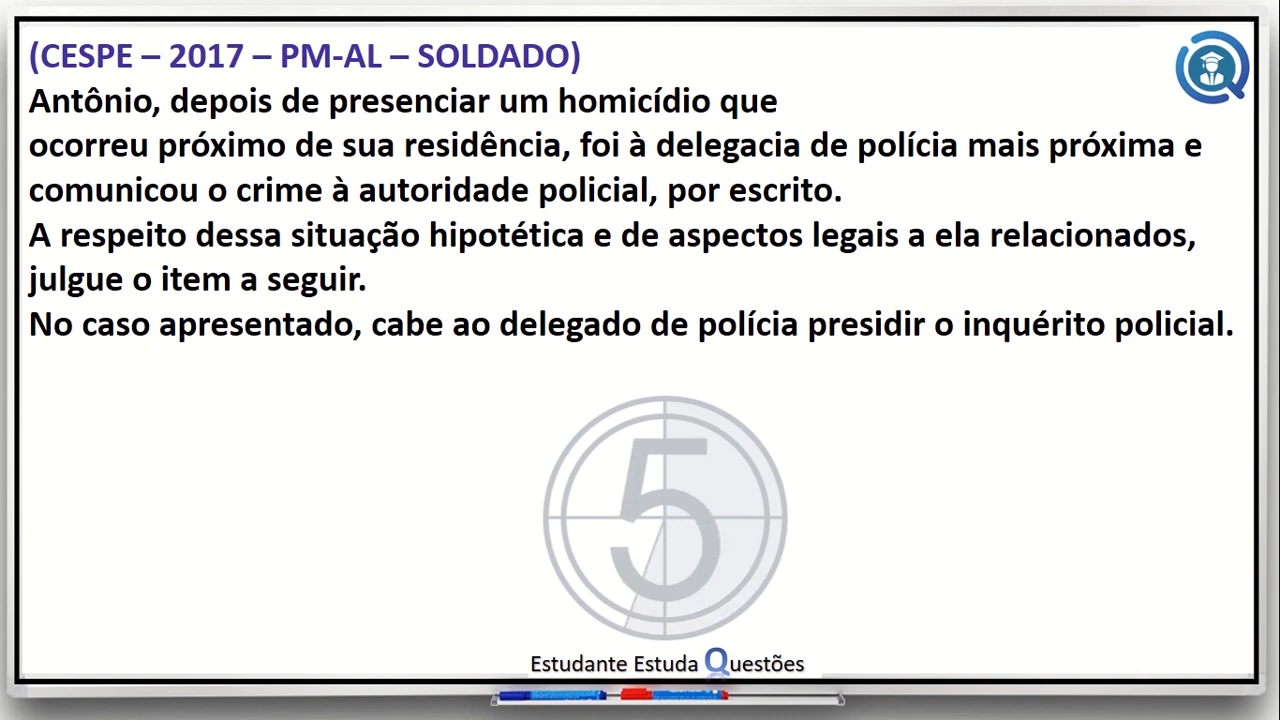 (CESPE – 2017 – PM-AL – SOLDADO)
Antônio, depois de presenciar um homicídio que
ocorreu próximo de sua residência, foi à delegacia de polícia mais próxima e
comunicou o crime à autoridade policial, por escrito.
A respeito dessa situação hipotética e de aspectos legais a ela relacionados,
julgue o item a seguir.
No caso apresentado, cabe ao delegado de polícia presidir o inquérito policial.
5
Estudante Estuda Questões